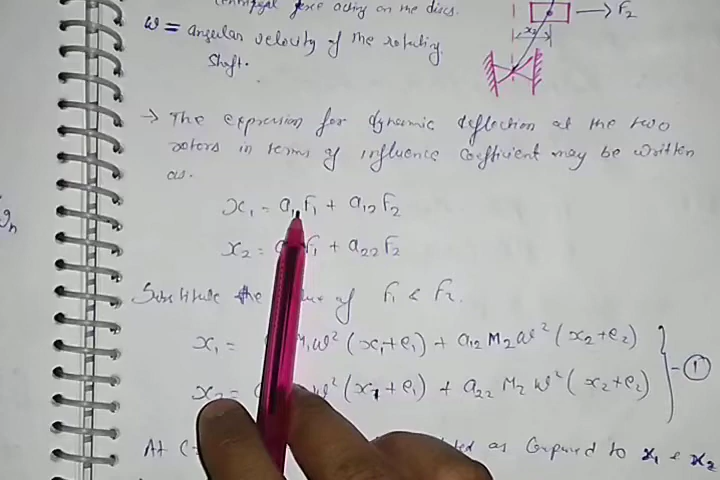 centrifugal force acting on the discs.
→ F2
x2
ω = angular velocity of the rotating
shaft.
→ The expression for dynamic deflection at the two
rotors in terms of influence coefficient may be written
as.
x1 = a1 F1 + a12 F2
x2 = F1 + a22 F2
Substitute the of F1 & F2.
x1 = M1ω² (x1+e1) + a12 M2 ω² (x2+e2)
x2 = ω² (x1+e1) + a22 M2 ω² (x2+e2)
} - ①
At as compared to x1 & x2